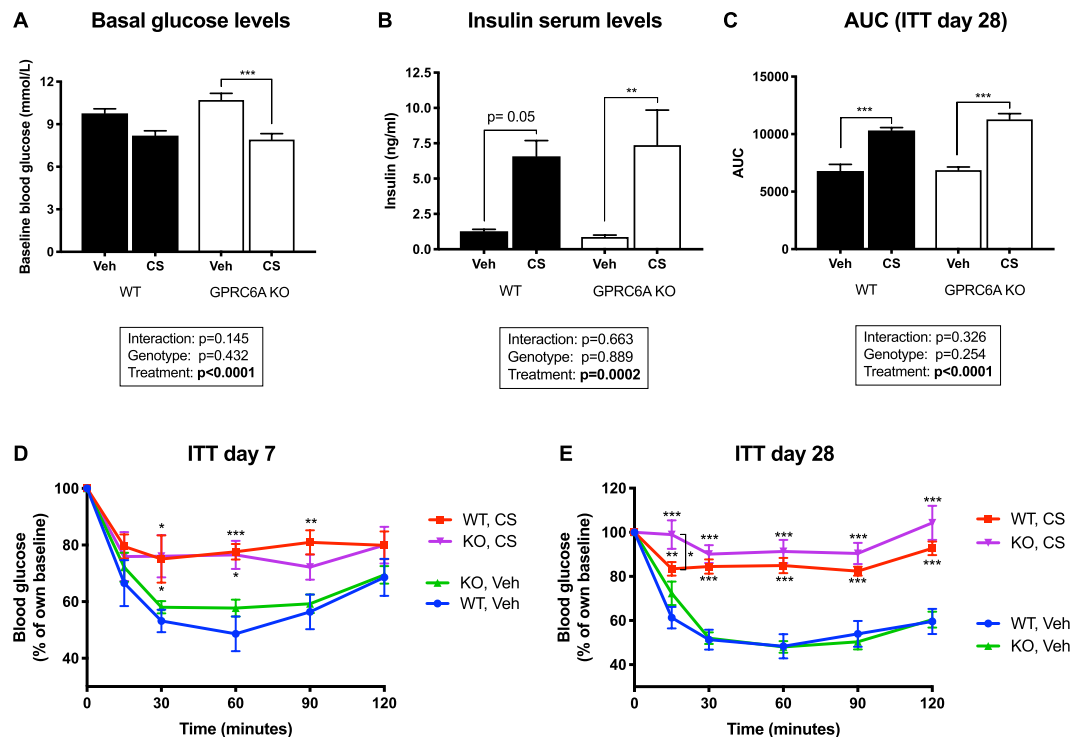 A Basal glucose levels
Baseline blood glucose (mmol/L)
12
9
6
3
0
***
Veh CS Veh CS
WT GPRC6A KO
Interaction: p=0.145
Genotype: p=0.432
Treatment: p<0.0001
B Insulin serum levels
Insulin (ng/ml)
12.5
10.0
7.5
5.0
2.5
0.0
p= 0.05
**
Veh CS Veh CS
WT GPRC6A KO
Interaction: p=0.663
Genotype: p=0.889
Treatment: p=0.0002
C AUC (ITT day 28)
AUC
15000
10000
5000
0
***
***
Veh CS Veh CS
WT GPRC6A KO
Interaction: p=0.326
Genotype: p=0.254
Treatment: p<0.0001
D ITT day 7
Blood glucose
(% of own baseline)
100
80
60
40
* *** **
*
*
0 30 60 90 120
Time (minutes)
WT, CS
KO, CS
KO, Veh
WT, Veh
E ITT day 28
Blood glucose
(% of own baseline)
120
100
80
60
40
*** *** *** *** ***
** *
*** *** *** ***
0 30 60 90 120
Time (minutes)
WT, CS
KO, CS
WT, Veh
KO, Veh